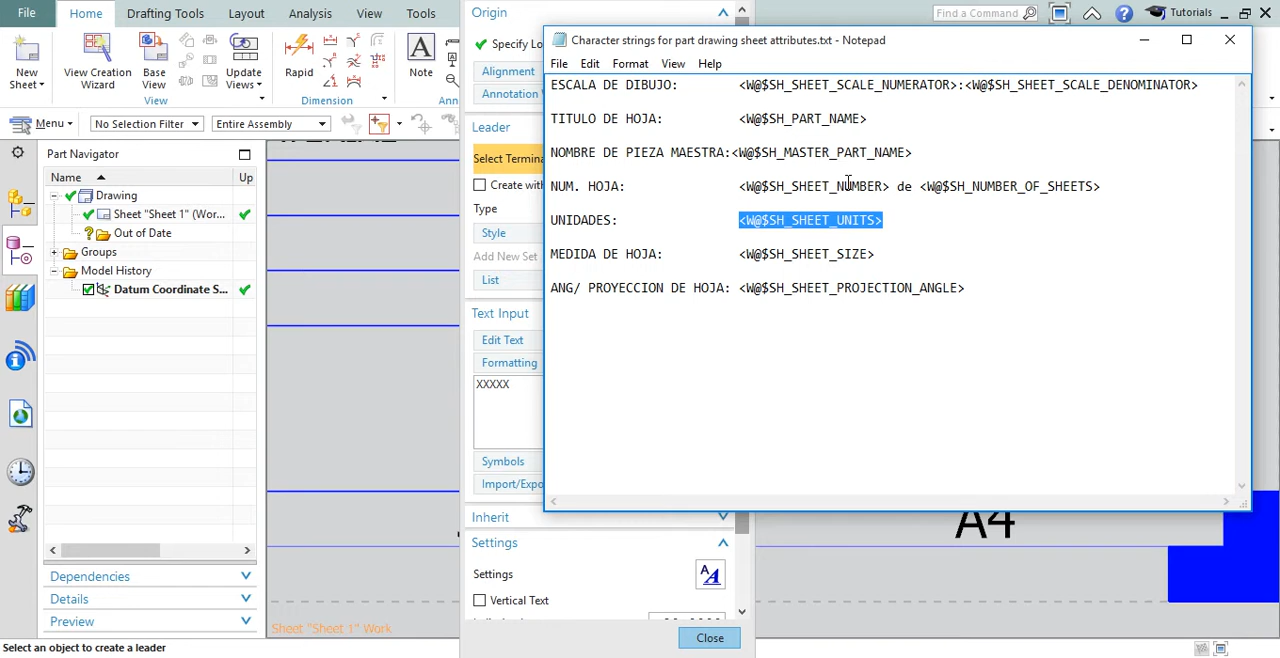 File
Home
Drafting Tools
Layout
Analysis
View
Tools
Find a Command
Tutorials
New
Sheet
View Creation
Wizard
Base
View
Update
Views
View
Rapid
Dimension
Note
Ann
Menu
No Selection Filter
Entire Assembly
Part Navigator
Name
Up
Drawing
Sheet "Sheet 1" (Wor...
Out of Date
Groups
Model History
Datum Coordinate S...
Dependencies
Details
Preview
Select an object to create a leader
Sheet "Sheet 1" Work
Origin
Specify Lo
Alignment
Annotation
Leader
Select Termina
Create with
Type
Style
Add New Set
List
Text Input
Edit Text
Formatting
XXXXX
Symbols
Import/Expo
Inherit
Settings
Settings
Vertical Text
Close
Character strings for part drawing sheet attributes.txt - Notepad
File Edit Format View Help
ESCALA DE DIBUJO: <W@$SH_SHEET_SCALE_NUMERATOR>:<W@$SH_SHEET_SCALE_DENOMINATOR>
TITULO DE HOJA: <W@$SH_PART_NAME>
NOMBRE DE PIEZA MAESTRA:<W@$SH_MASTER_PART_NAME>
NUM. HOJA: <W@$SH_SHEET_NUMBER> de <W@$SH_NUMBER_OF_SHEETS>
UNIDADES: <W@$SH_SHEET_UNITS>
MEDIDA DE HOJA: <W@$SH_SHEET_SIZE>
ANG/ PROYECCION DE HOJA: <W@$SH_SHEET_PROJECTION_ANGLE>
A4